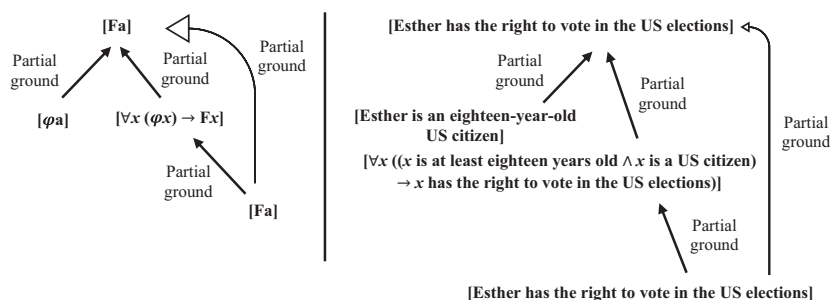 [Fa]
Partial
ground
Partial
ground
Partial
ground
[φa]
[∀x (φx) → Fx]
Partial
ground
[Fa]
[Esther has the right to vote in the US elections]
Partial
ground
Partial
ground
[Esther is an eighteen-year-old
US citizen]
[∀x ((x is at least eighteen years old ∧ x is a US citizen)
→ x has the right to vote in the US elections)]
Partial
ground
Partial
ground
[Esther has the right to vote in the US elections]